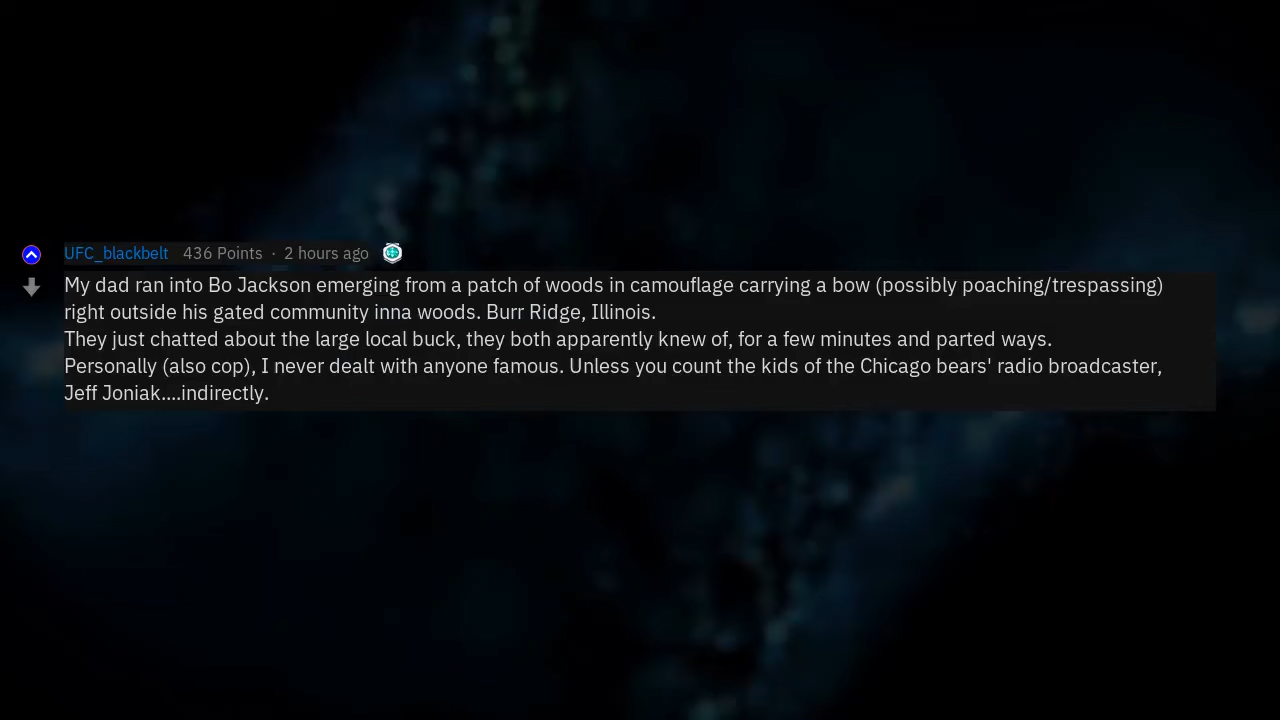 UFC_blackbelt 436 Points · 2 hours ago
My dad ran into Bo Jackson emerging from a patch of woods in camouflage carrying a bow (possibly poaching/trespassing)
right outside his gated community inna woods. Burr Ridge, Illinois.
They just chatted about the large local buck, they both apparently knew of, for a few minutes and parted ways.
Personally (also cop), I never dealt with anyone famous. Unless you count the kids of the Chicago bears' radio broadcaster,
Jeff Joniak....indirectly.